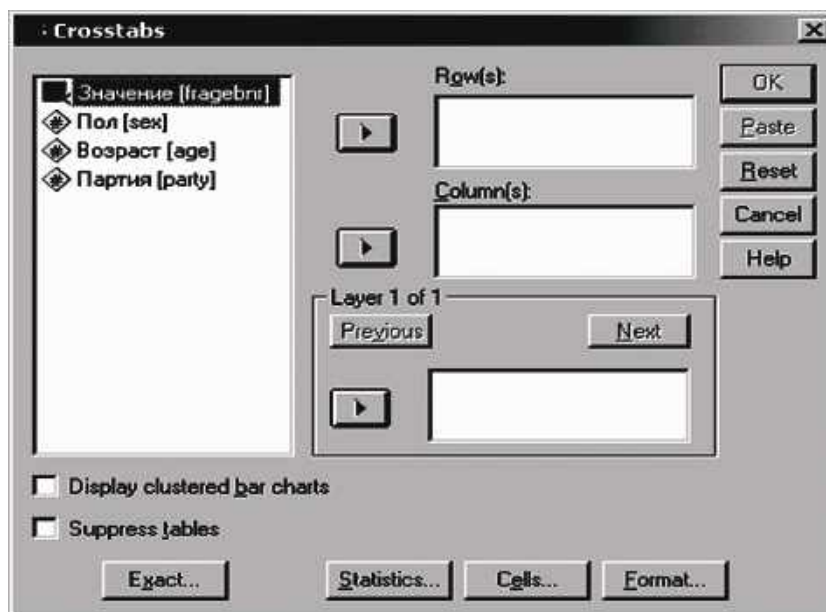 : Crosstabs
Значение [fragebnr]
Пол [sex]
Возраст [age]
Партия [party]
Row(s):
Column(s):
Layer 1 of 1
Previous
Next
OK
Paste
Reset
Cancel
Help
Display clustered bar charts
Suppress tables
Exact...
Statistics...
Cells...
Format...